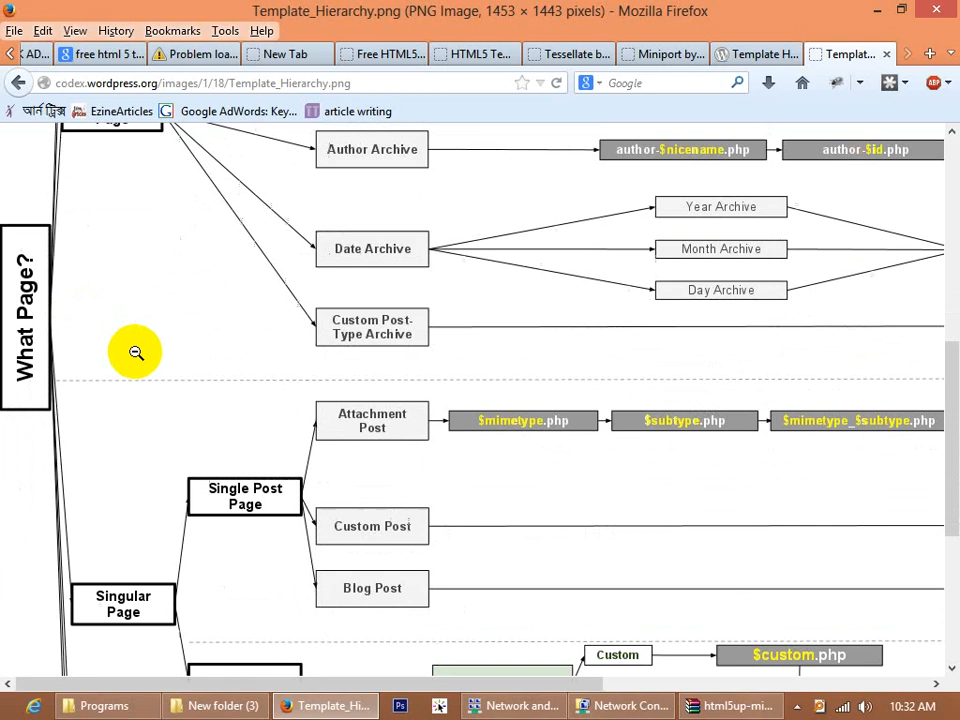 Template_Hierarchy.png (PNG Image, 1453 × 1443 pixels) - Mozilla Firefox
File Edit View History Bookmarks Tools Help
ADD... free html 5 t... Problem loa... New Tab Free HTML5... HTML5 Te... Tessellate b... Miniport by... Template H... Templat...
codex.wordpress.org/images/1/18/Template_Hierarchy.png
Google
ABP
আর্ন ট্রিক্স EzineArticles Google AdWords: Key... article writing
Page
Author Archive
author-$nicename.php
author-$id.php
Year Archive
What Page?
Date Archive
Month Archive
Day Archive
Custom Post-
Type Archive
Attachment
Post
$mimetype.php
$subtype.php
$mimetype_$subtype.php
Single Post
Page
Custom Post
Blog Post
Singular
Page
Custom
$custom.php
Programs New folder (3) Template_Hi... Ps Network and... Network Con... html5up-mi... 10:32 AM